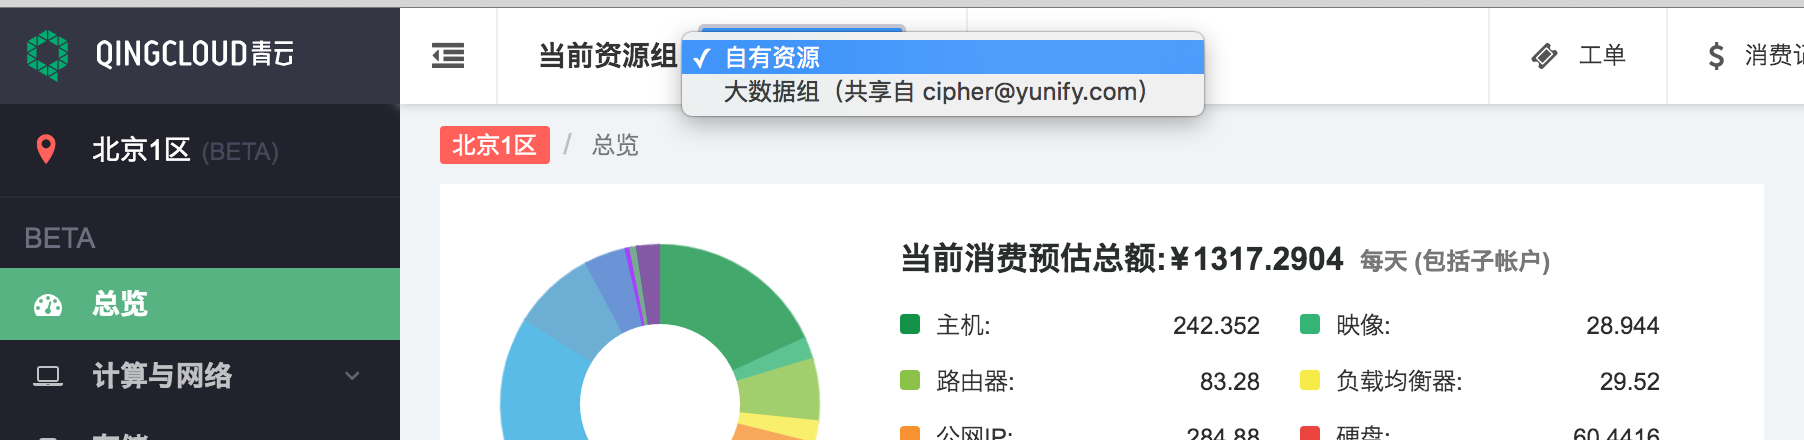 QINGCLOUD青云
当前资源组
✓ 自有资源
大数据组（共享自 cipher@yunify.com）
工单
$ 消费记
北京1区 (BETA)
北京1区 / 总览
BETA
总览
计算与网络
存储
当前消费预估总额:¥1317.2904 每天 (包括子帐户)
主机: 242.352 映像: 28.944
路由器: 83.28 负载均衡器: 29.52
公网IP: 284.88 硬盘: 60.4416